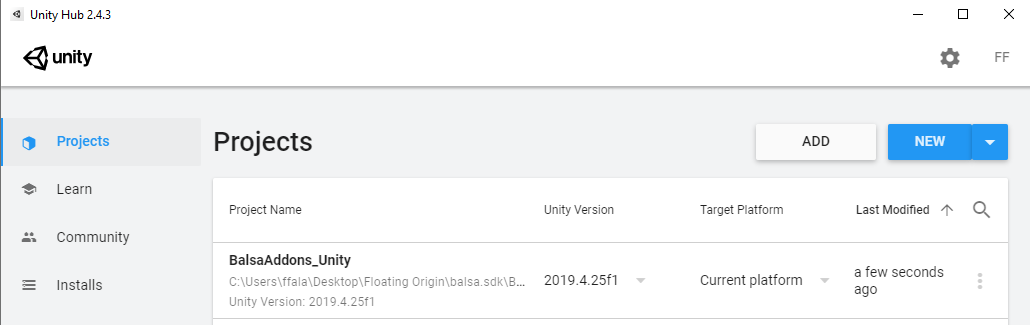 Unity Hub 2.4.3
unity
FF
Projects
Learn
Community
Installs
Projects
ADD
NEW
Project Name
Unity Version
Target Platform
Last Modified
BalsaAddons_Unity
C:\Users\ffala\Desktop\Floating Origin\balsa.sdk\B...
Unity Version: 2019.4.25f1
2019.4.25f1
Current platform
a few seconds
ago